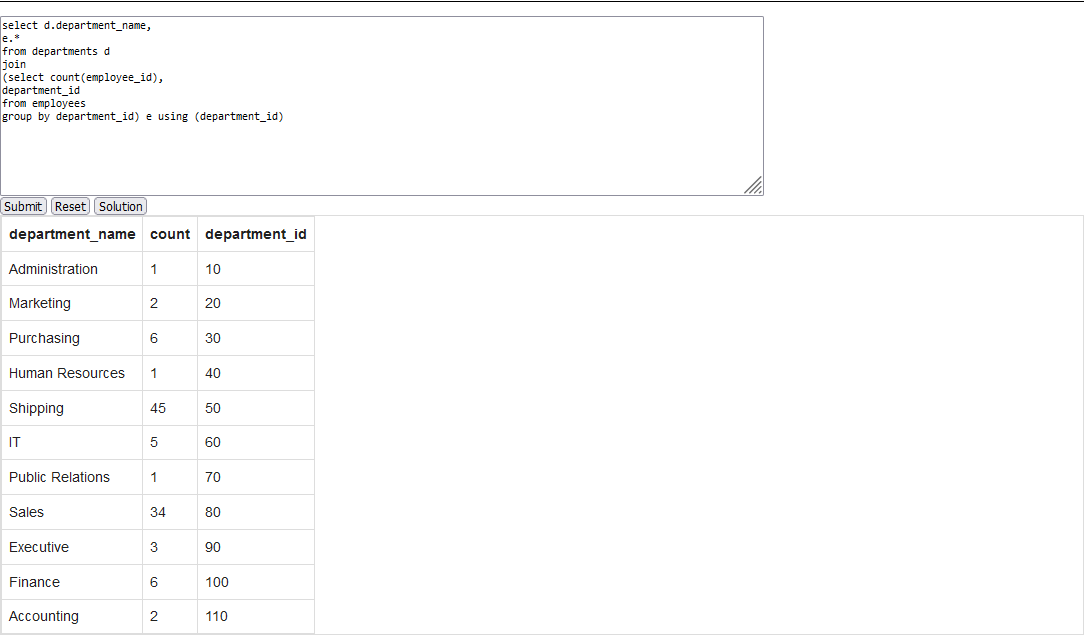 select d.department_name,
e.*
from departments d
join
(select count(employee_id),
department_id
from employees
group by department_id) e using (department_id)
Submit Reset Solution
department_name count department_id
Administration 1 10
Marketing 2 20
Purchasing 6 30
Human Resources 1 40
Shipping 45 50
IT 5 60
Public Relations 1 70
Sales 34 80
Executive 3 90
Finance 6 100
Accounting 2 110